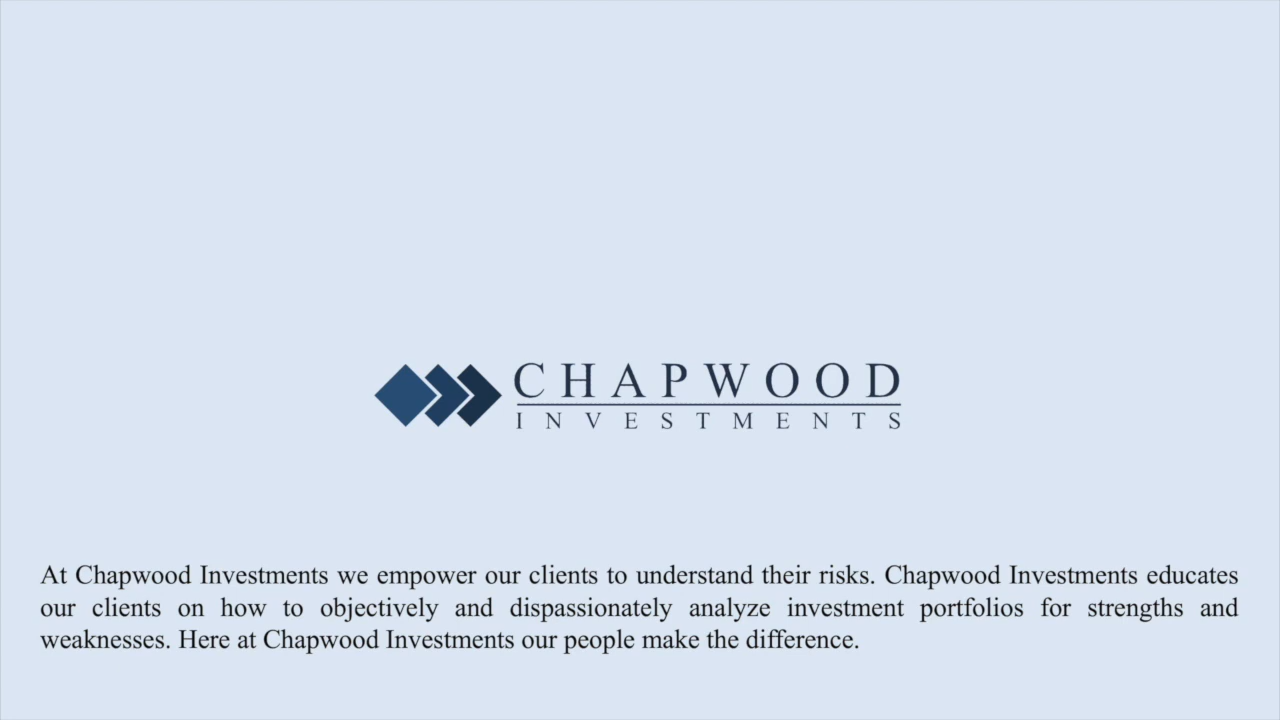 CHAPWOOD
INVESTMENTS
At Chapwood Investments we empower our clients to understand their risks. Chapwood Investments educates
our clients on how to objectively and dispassionately analyze investment portfolios for strengths and
weaknesses. Here at Chapwood Investments our people make the difference.